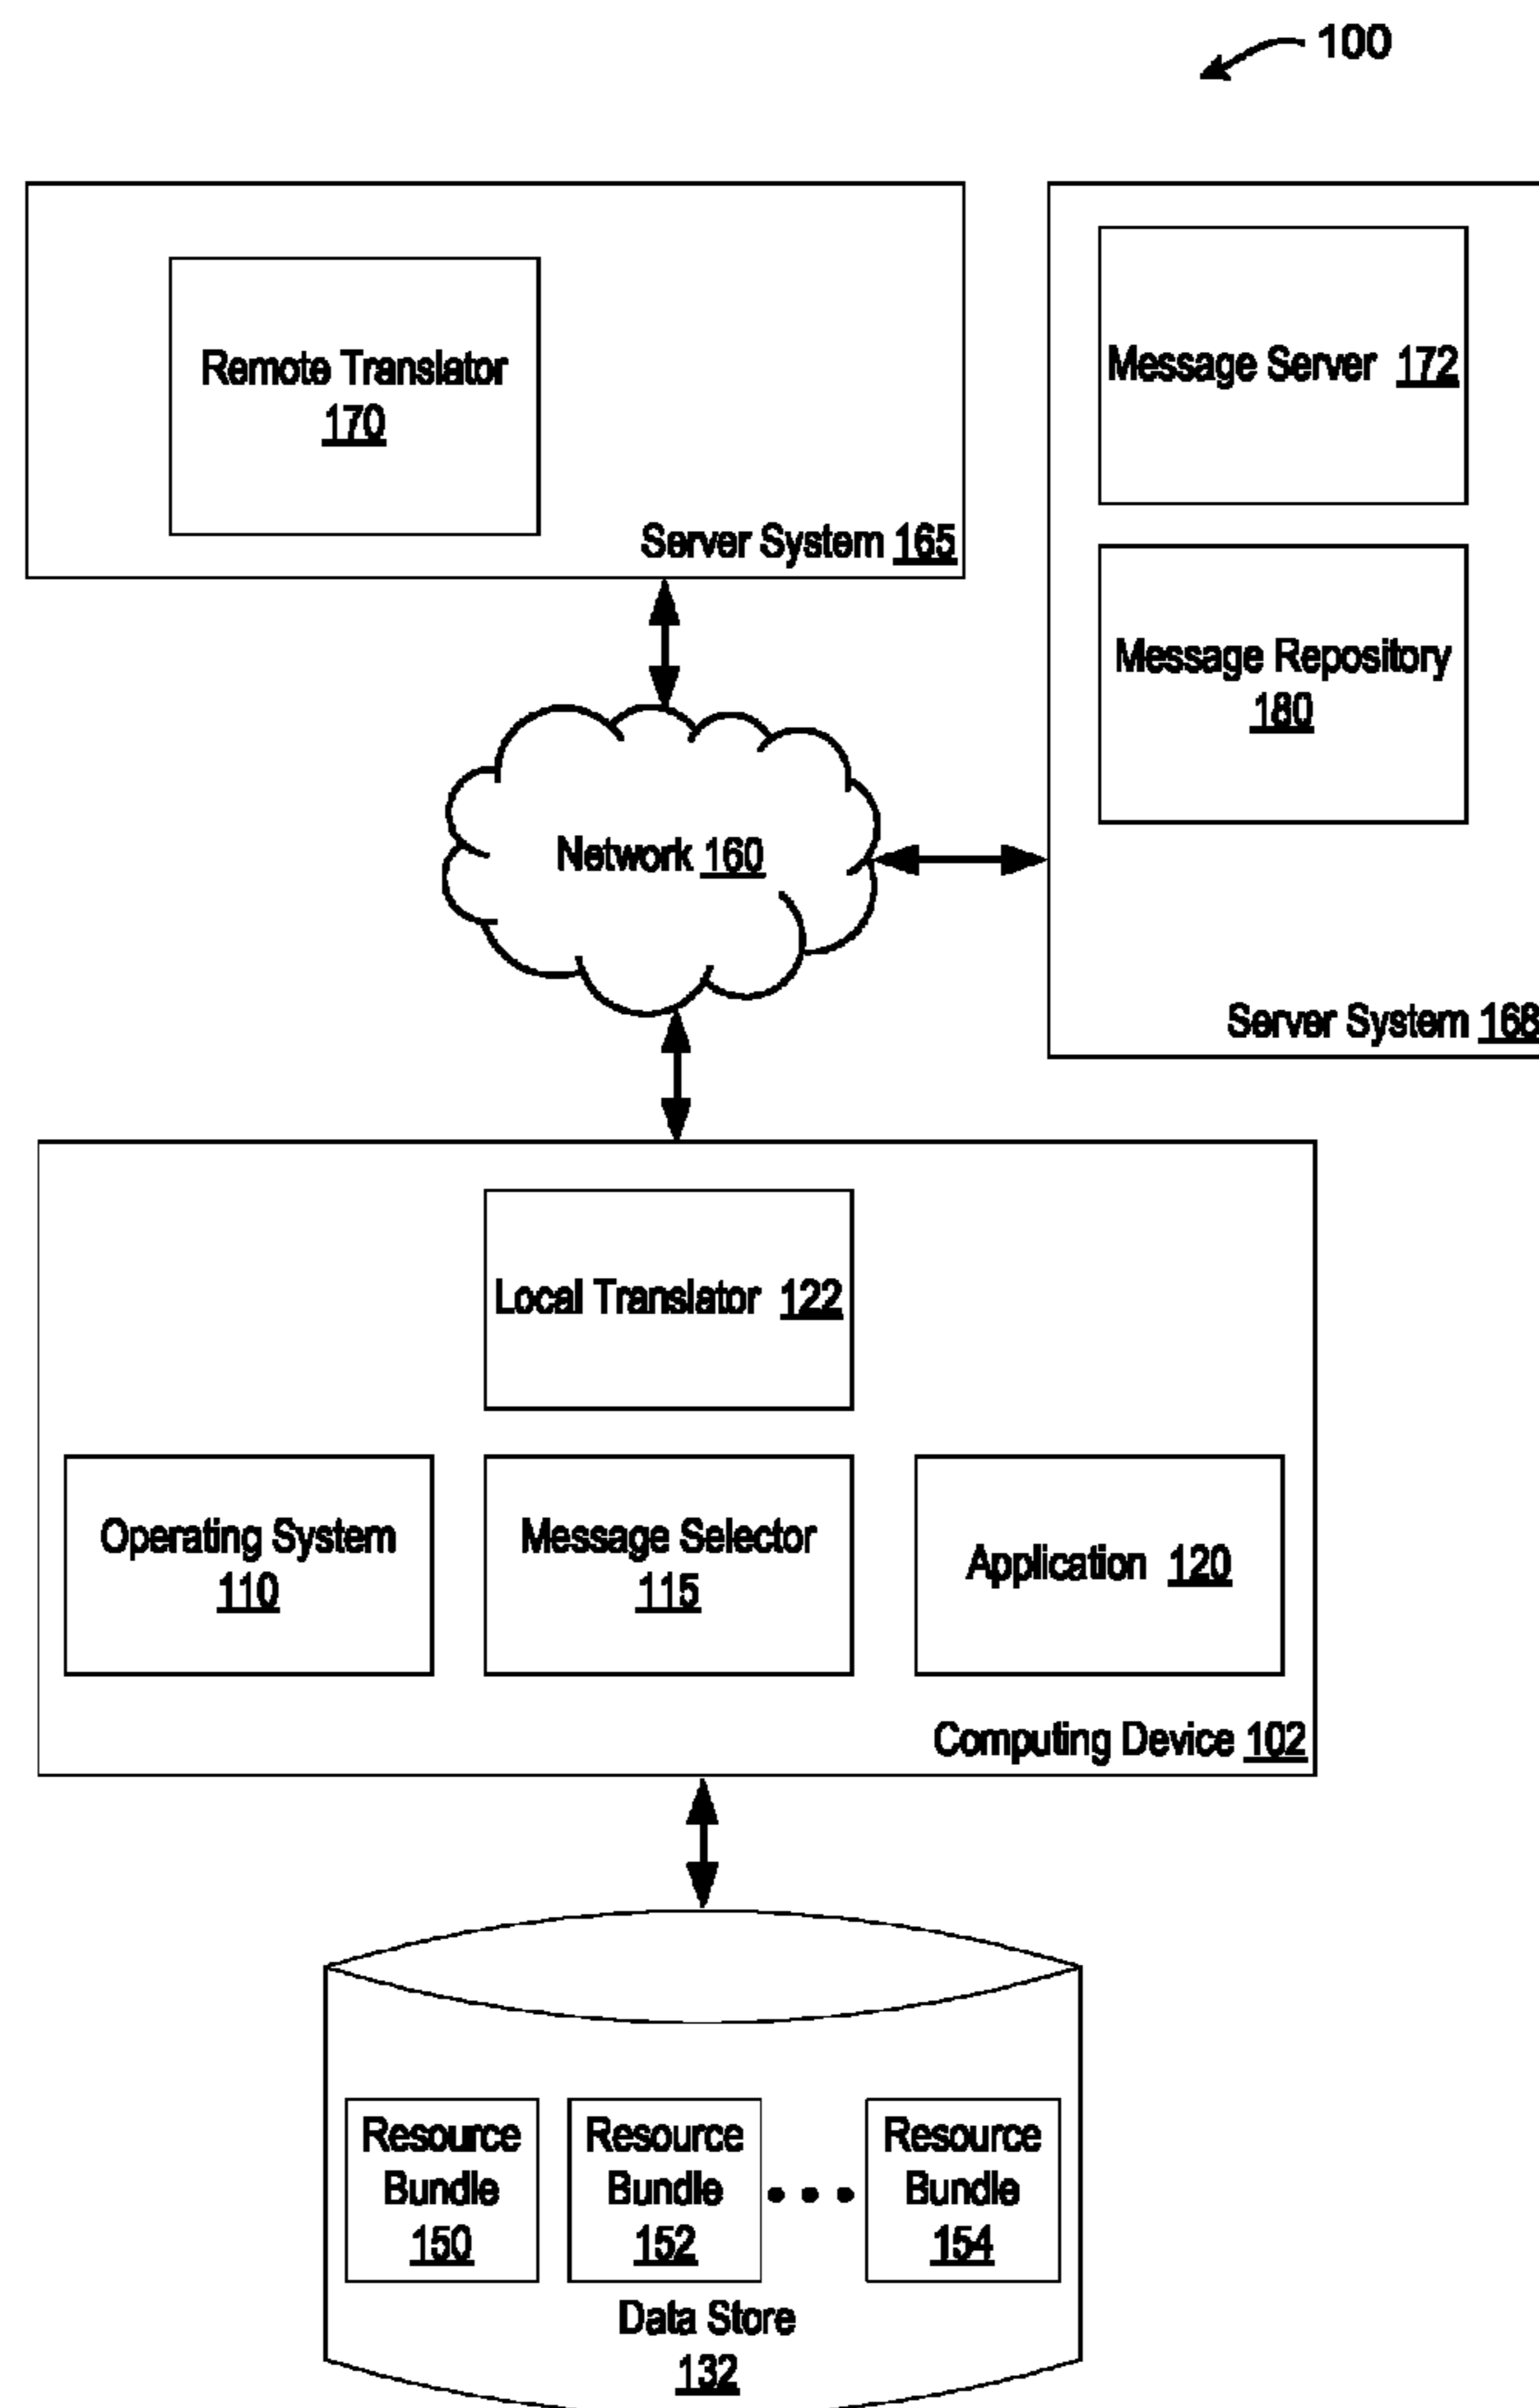 100
Remote Translator
170
Server System 165
Message Server 172
Message Repository
180
Server System 168
Network 160
Local Translator 122
Operating System
110
Message Selector
115
Application 120
Computing Device 102
Resource
Bundle
150
Resource
Bundle
152
Resource
Bundle
154
Data Store
132